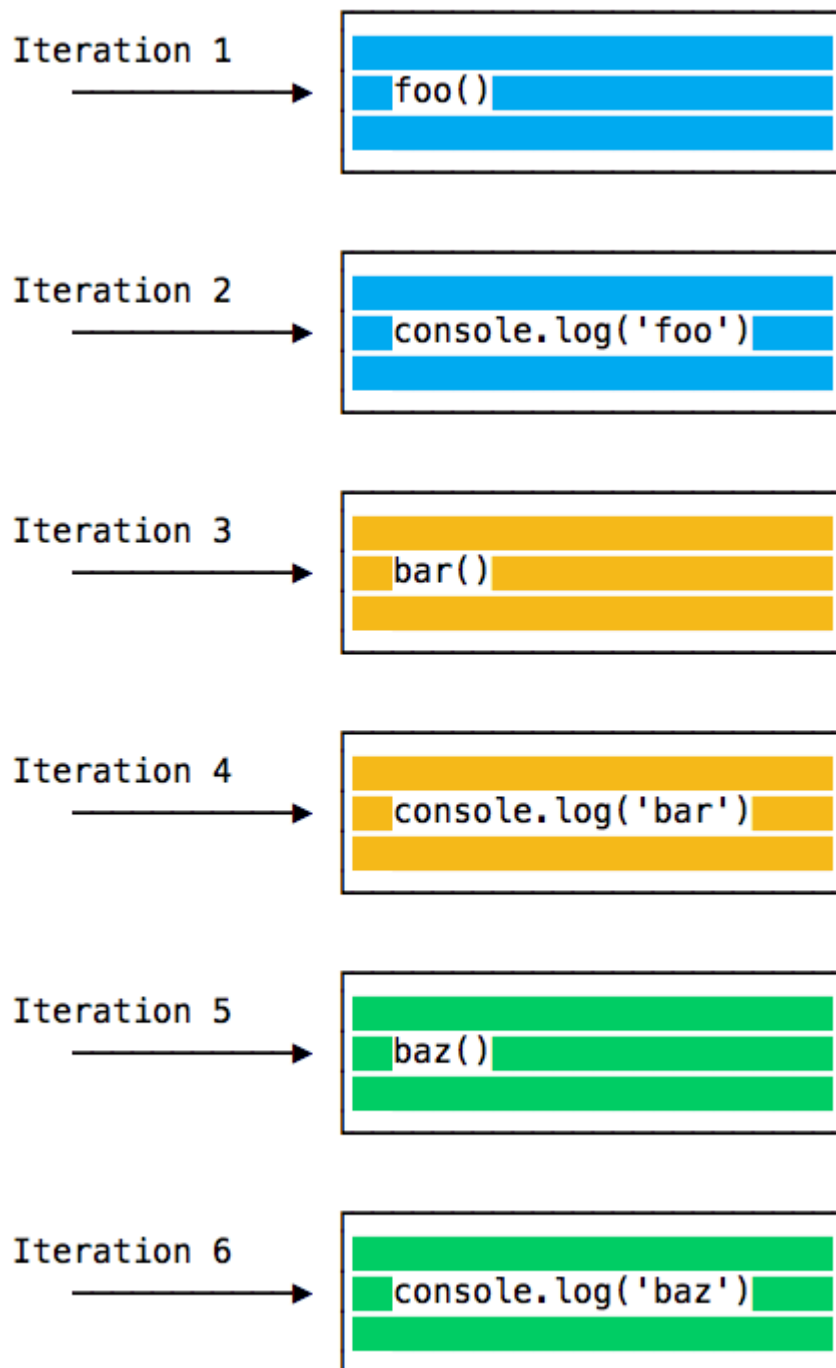 Iteration 1
foo()
Iteration 2
console.log('foo')
Iteration 3
bar()
Iteration 4
console.log('bar')
Iteration 5
baz()
Iteration 6
console.log('baz')